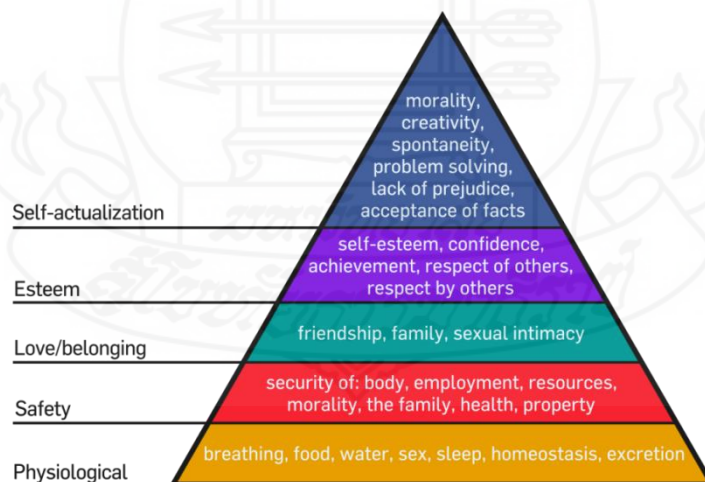 morality,
creativity,
spontaneity,
problem solving,
lack of prejudice,
acceptance of facts
Self-actualization
self-esteem, confidence,
achievement, respect of others,
respect by others
Esteem
friendship, family, sexual intimacy
Love/belonging
security of: body, employment, resources,
morality, the family, health, property
Safety
breathing, food, water, sex, sleep, homeostasis, excretion
Physiological